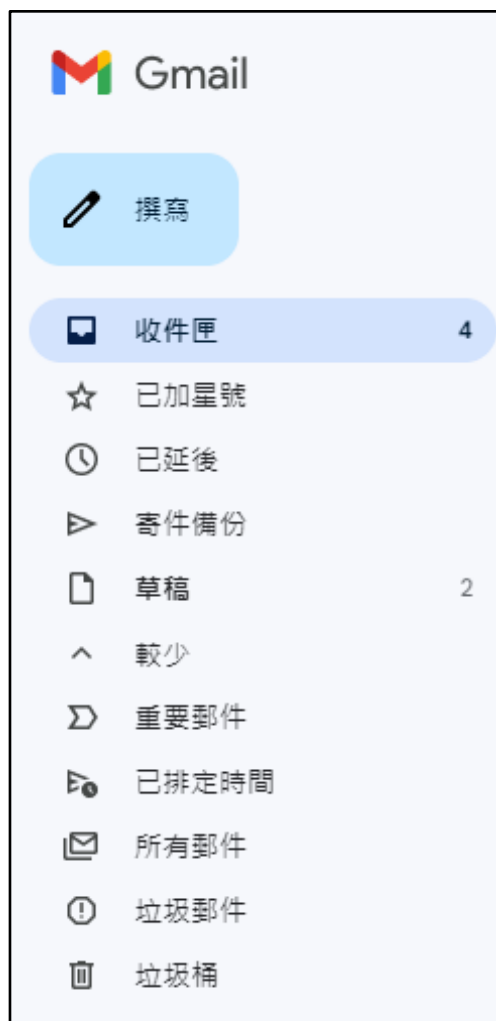 Gmail
撰寫
收件匣 4
已加星號
已延後
寄件備份
草稿 2
較少
重要郵件
已排定時間
所有郵件
垃圾郵件
垃圾桶